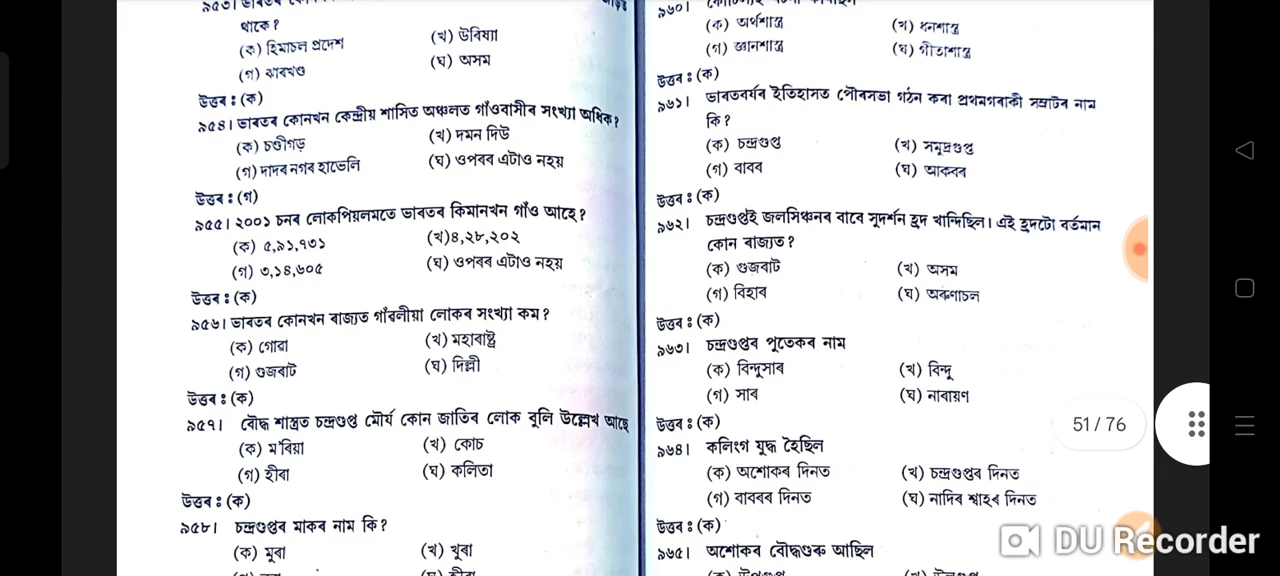 থাকে?
(ক) হিমাচল প্ৰদেশ
(খ) উৰিষ্যা
(গ) ঝাৰখণ্ড
(ঘ) অসম
উত্তৰ : (ক)
৯৫৪। ভাৰতৰ কোনখন কেন্দ্ৰীয় শাসিত অঞ্চলত গাঁওবাসীৰ সংখ্যা অধিক?
(ক) চণ্ডীগড়
(খ) দমন দিউ
(গ) দাদৰ নগৰ হাভেলি
(ঘ) ওপৰৰ এটাও নহয়
উত্তৰ : (গ)
৯৫৫। ২০০১ চনৰ লোকপিয়লমতে ভাৰতৰ কিমানখন গাঁও আহে?
(ক) ৫,৯১,৭৩১
(খ) ৪,২৮,২০২
(গ) ৩,১৪,৬০৫
(ঘ) ওপৰৰ এটাও নহয়
উত্তৰ : (ক)
৯৫৬। ভাৰতৰ কোনখন ৰাজ্যত গাঁৱলীয়া লোকৰ সংখ্যা কম?
(ক) গোৱা
(খ) মহাৰাষ্ট্ৰ
(গ) গুজৰাট
(ঘ) দিল্লী
উত্তৰ : (ক)
৯৫৭। বৌদ্ধ শাস্ত্ৰত চন্দ্ৰগুপ্ত মৌৰ্য কোন জাতিৰ লোক বুলি উল্লেখ আছে
(ক) ম'ৰিয়া
(খ) কোচ
(গ) হীৰা
(ঘ) কলিতা
উত্তৰ : (ক)
৯৫৮। চন্দ্ৰগুপ্তৰ মাকৰ নাম কি?
(ক) মুৰা
(খ) খুৰা
৯৬০।
(ক) অৰ্থশাস্ত্ৰ
(খ) ধনশাস্ত্ৰ
(গ) জ্ঞানশাস্ত্ৰ
(ঘ) গীতাশাস্ত্ৰ
উত্তৰ : (ক)
৯৬১। ভাৰতবৰ্ষৰ ইতিহাসত পৌৰসভা গঠন কৰা প্ৰথমগৰাকী সম্ৰাটৰ নাম
কি?
(ক) চন্দ্ৰগুপ্ত
(খ) সমুদ্ৰগুপ্ত
(গ) বাবৰ
(ঘ) আকবৰ
উত্তৰ : (ক)
৯৬২। চন্দ্ৰগুপ্তই জলসিঞ্চনৰ বাবে সুদৰ্শন হ্ৰদ খান্দিছিল। এই হ্ৰদটো বৰ্তমান
কোন ৰাজ্যত?
(ক) গুজৰাট
(খ) অসম
(গ) বিহাৰ
(ঘ) অৰুণাচল
উত্তৰ : (ক)
৯৬৩। চন্দ্ৰগুপ্তৰ পুতেকৰ নাম
(ক) বিন্দুসাৰ
(খ) বিন্দু
(গ) সাৰ
(ঘ) নাৰায়ণ
উত্তৰ : (ক)
৯৬৪। কলিংগ যুদ্ধ হৈছিল
(ক) অশোকৰ দিনত
(খ) চন্দ্ৰগুপ্তৰ দিনত
(গ) বাবৰৰ দিনত
(ঘ) নাদিৰ শ্বাহৰ দিনত
উত্তৰ : (ক)
৯৬৫। অশোকৰ বৌদ্ধগুৰু আছিল
51 / 76
DU Recorder